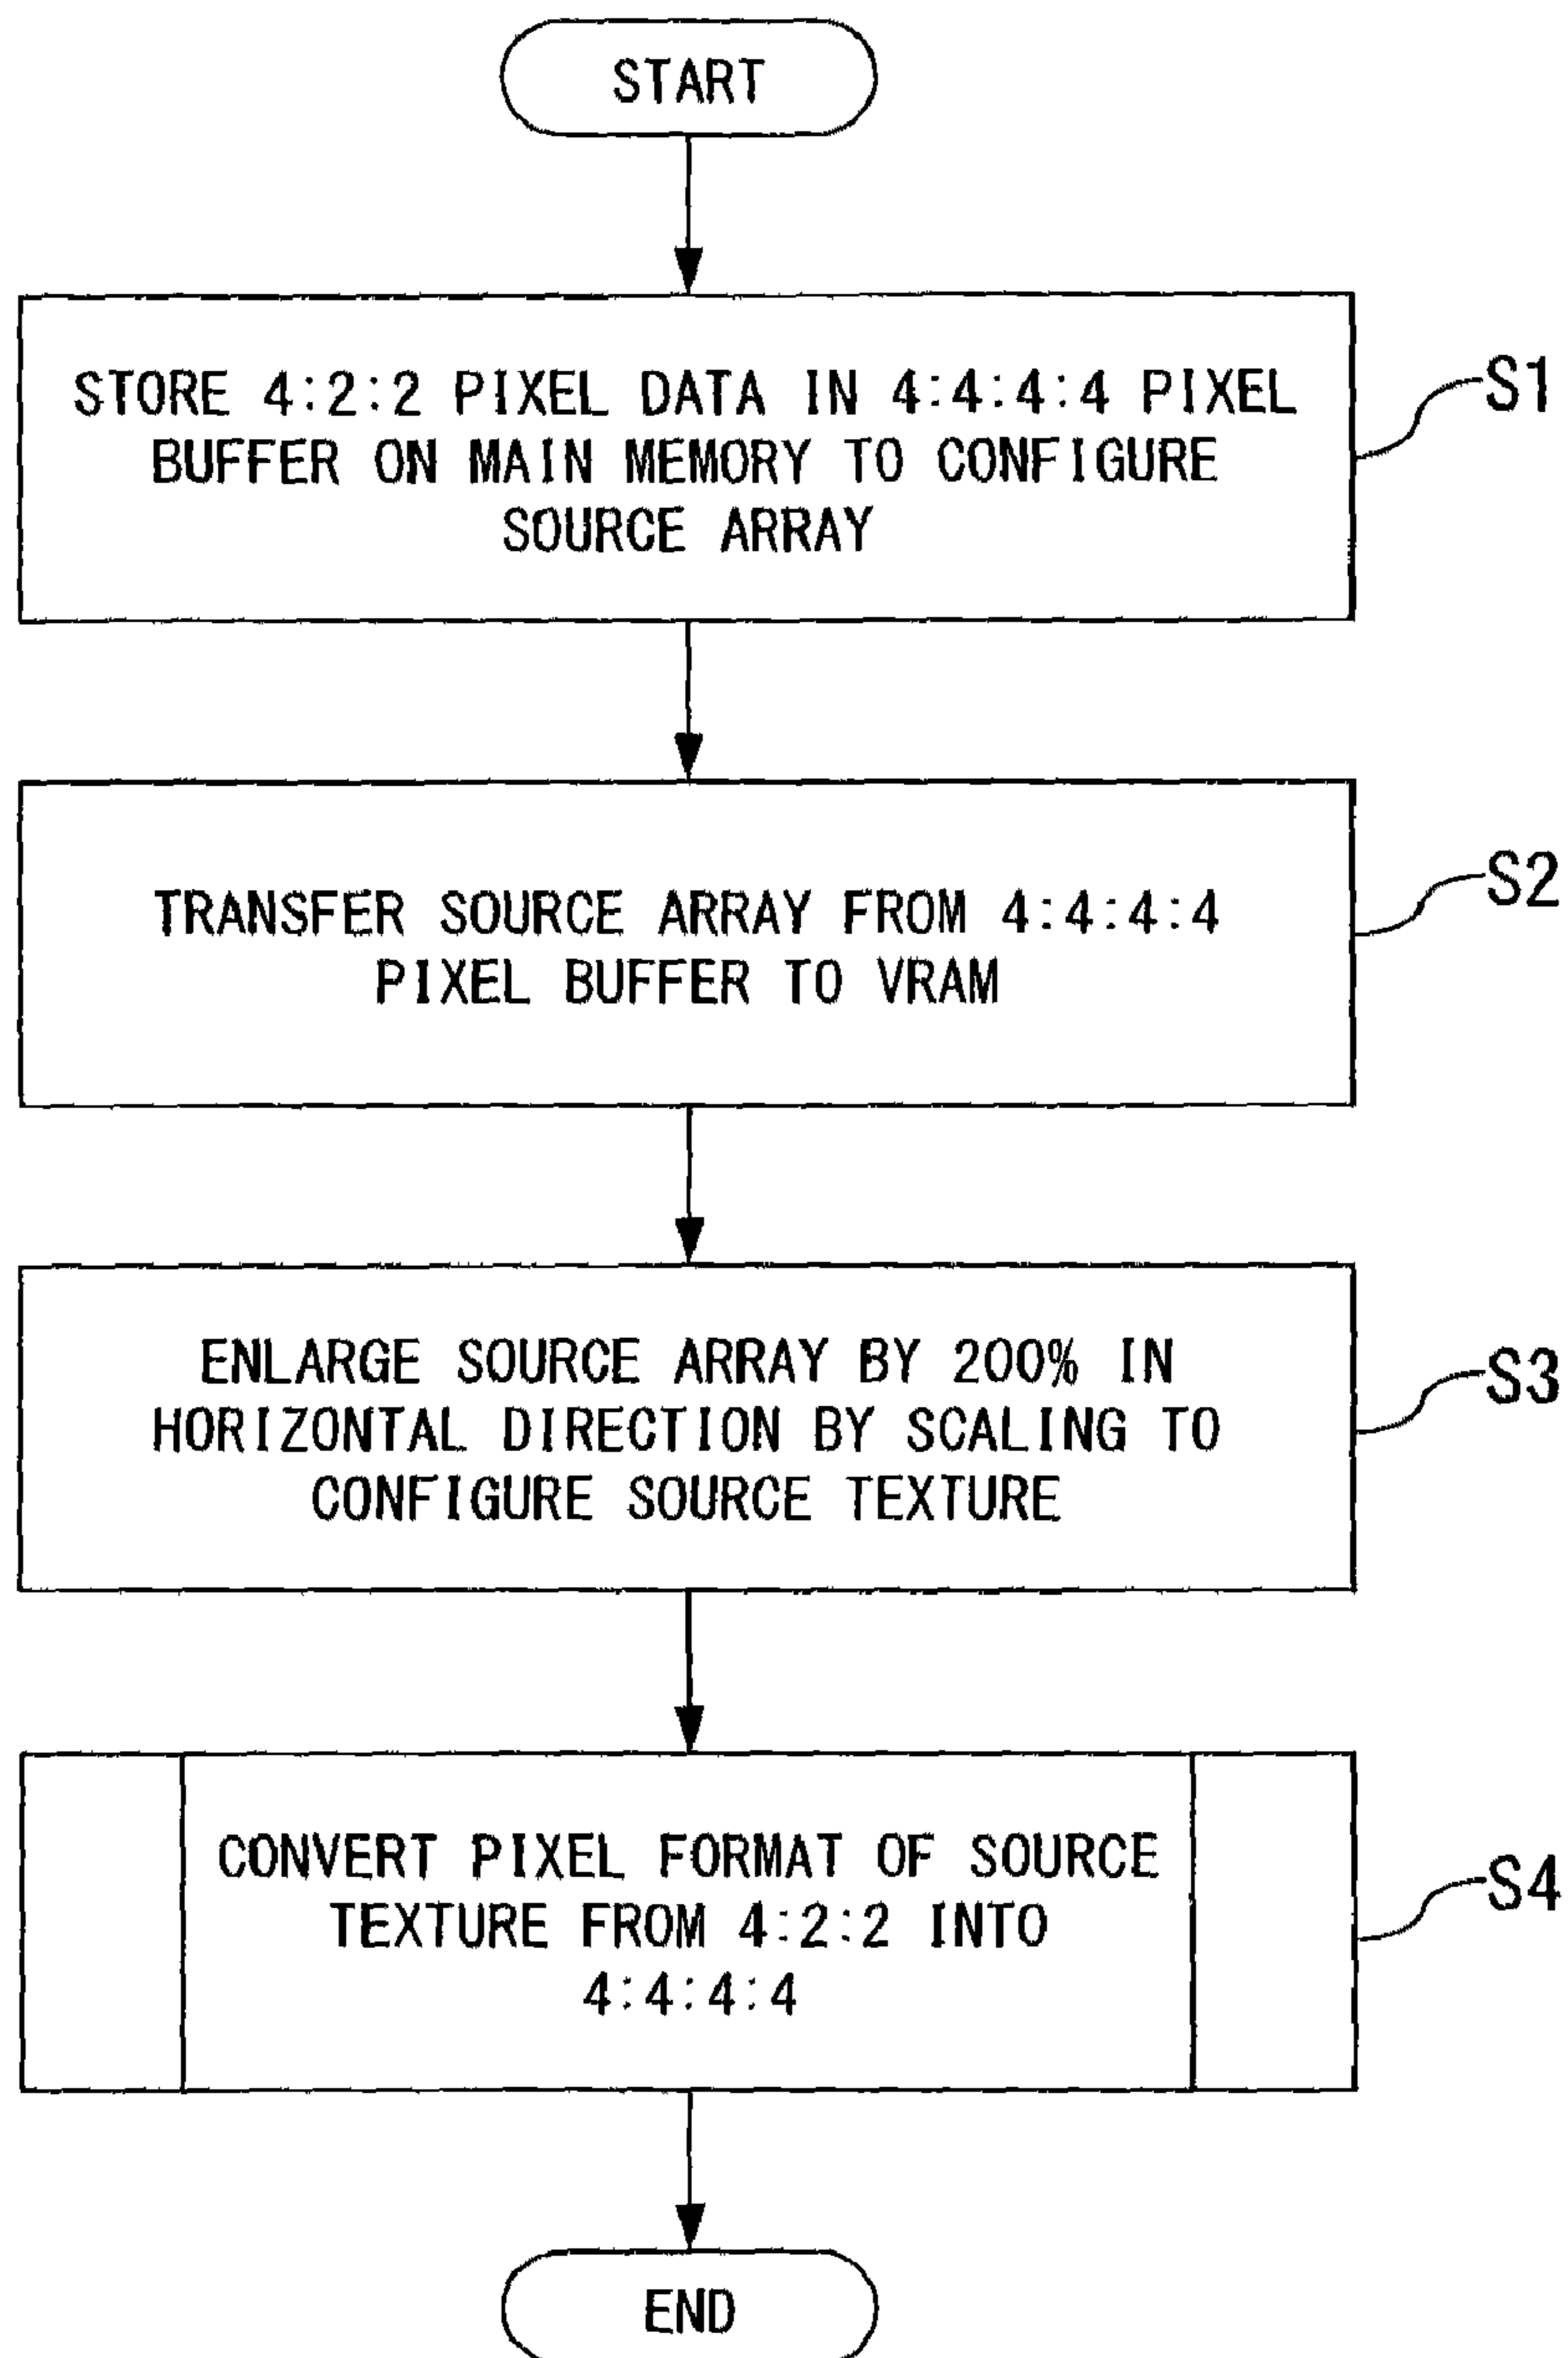 START
STORE 4:2:2 PIXEL DATA IN 4:4:4:4 PIXEL
BUFFER ON MAIN MEMORY TO CONFIGURE
SOURCE ARRAY
S1
TRANSFER SOURCE ARRAY FROM 4:4:4:4
PIXEL BUFFER TO VRAM
S2
ENLARGE SOURCE ARRAY BY 200% IN
HORIZONTAL DIRECTION BY SCALING TO
CONFIGURE SOURCE TEXTURE
S3
CONVERT PIXEL FORMAT OF SOURCE
TEXTURE FROM 4:2:2 INTO
4:4:4:4
S4
END